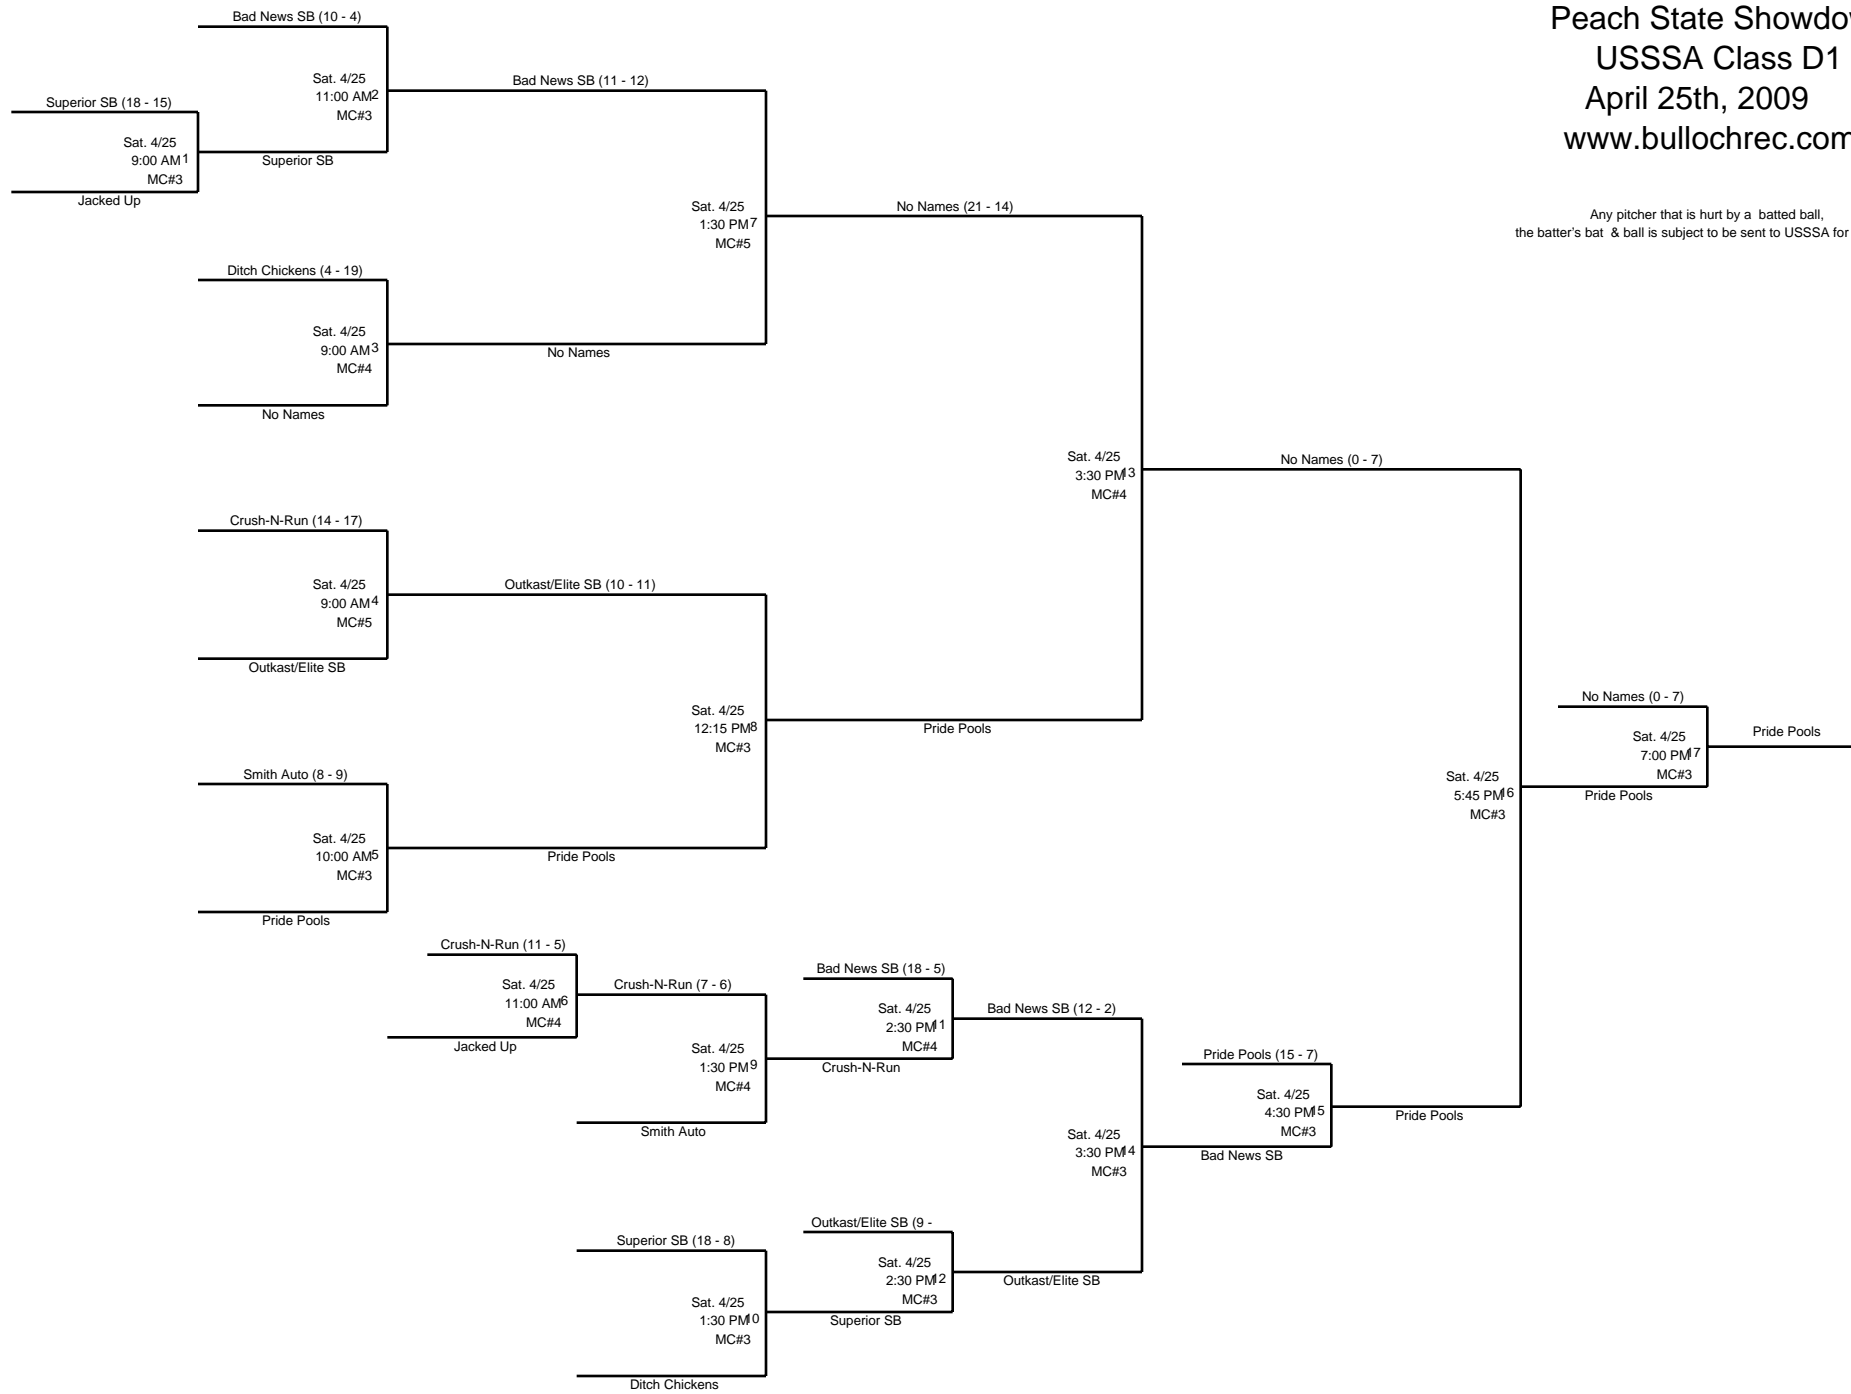 Peach State Showdow
USSSA Class D1
April 25th, 2009
www.bullochrec.com
Any pitcher that is hurt by a batted ball,
the batter's bat & ball is subject to be sent to USSSA for
Bad News SB (10 - 4)
Sat. 4/25
11:00 AM 2
MC#3
Superior SB (18 - 15)
Sat. 4/25
9:00 AM 1
MC#3
Jacked Up
Superior SB
Bad News SB (11 - 12)
Sat. 4/25
1:30 PM 7
MC#5
Ditch Chickens (4 - 19)
Sat. 4/25
9:00 AM 3
MC#4
No Names
No Names
No Names (21 - 14)
Sat. 4/25
3:30 PM 13
MC#4
No Names (0 - 7)
Crush-N-Run (14 - 17)
Sat. 4/25
9:00 AM 4
MC#5
Outkast/Elite SB
Outkast/Elite SB (10 - 11)
Sat. 4/25
12:15 PM 8
MC#3
Pride Pools
Smith Auto (8 - 9)
Sat. 4/25
10:00 AM 5
MC#3
Pride Pools
Pride Pools
Sat. 4/25
5:45 PM 16
MC#3
No Names (0 - 7)
Sat. 4/25
7:00 PM 17
MC#3
Pride Pools
Pride Pools
Crush-N-Run (11 - 5)
Sat. 4/25
11:00 AM 6
MC#4
Jacked Up
Crush-N-Run (7 - 6)
Sat. 4/25
1:30 PM 9
MC#4
Smith Auto
Bad News SB (18 - 5)
Sat. 4/25
2:30 PM 11
MC#4
Crush-N-Run
Bad News SB (12 - 2)
Sat. 4/25
3:30 PM 14
MC#3
Pride Pools (15 - 7)
Sat. 4/25
4:30 PM 15
MC#3
Bad News SB
Pride Pools
Outkast/Elite SB (9 -
Sat. 4/25
2:30 PM 12
MC#3
Superior SB
Outkast/Elite SB
Superior SB (18 - 8)
Sat. 4/25
1:30 PM 10
MC#3
Ditch Chickens